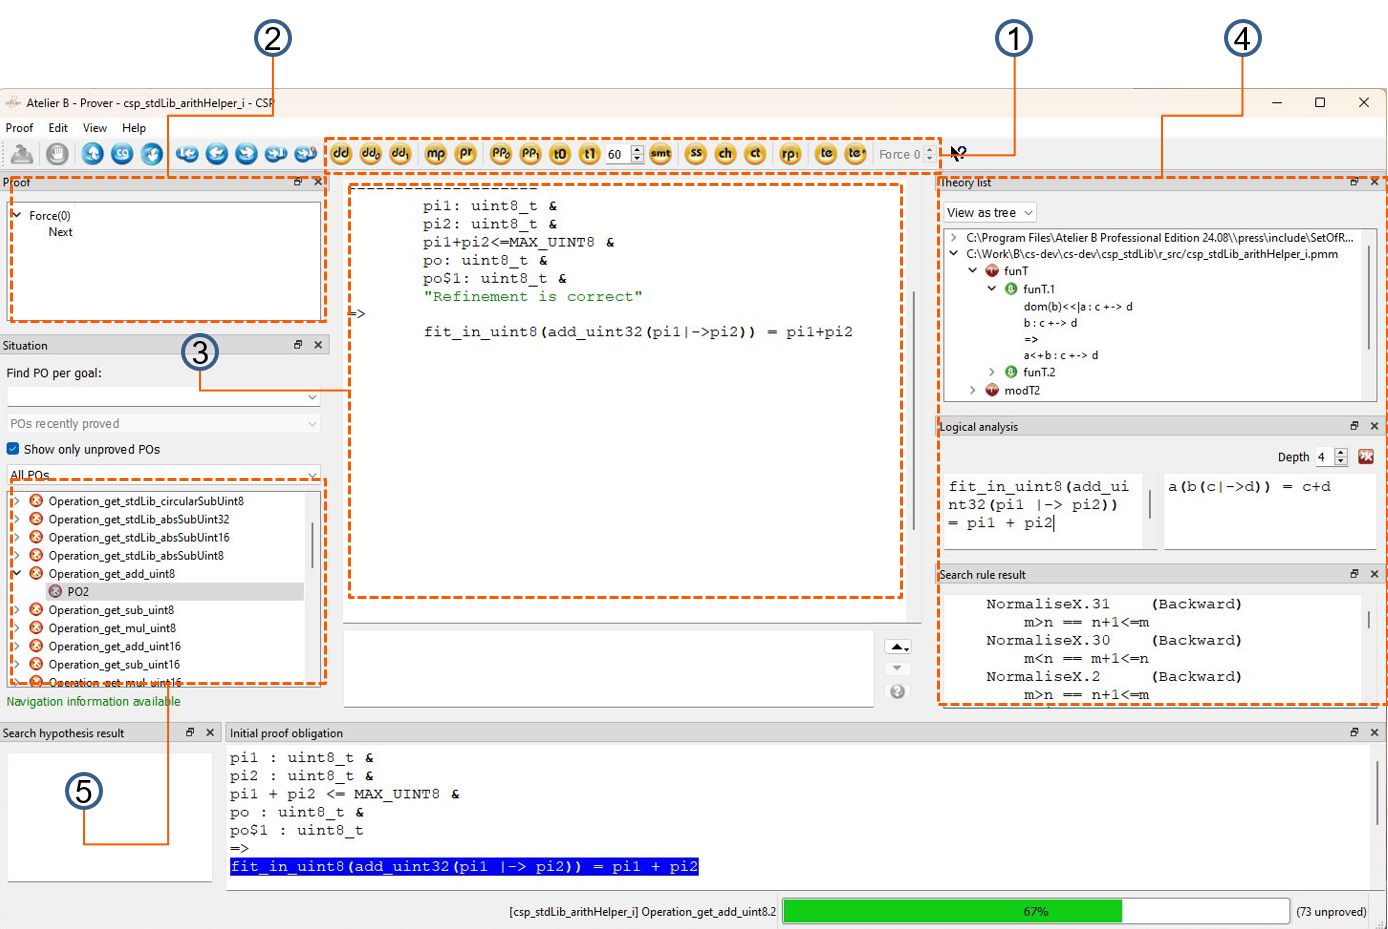 2
1
4
Atelier B - Prover - csp_stdLib_arithHelper_i - CSP
Proof Edit View Help
dd dd0 dd1 mp pr PP0 PP1 t0 t1 60 smt ss ch ct rp1 te te* Force 0
Proof
Force(0)
Next
Situation
3
Find PO per goal:
POs recently proved
Show only unproved POs
All POs
Operation_get_stdLib_circularSubUint8
Operation_get_stdLib_absSubUint32
Operation_get_stdLib_absSubUint16
Operation_get_stdLib_absSubUint8
Operation_get_add_uint8
PO2
Operation_get_sub_uint8
Operation_get_mul_uint8
Operation_get_add_uint16
Operation_get_sub_uint16
Operation_get_mul_uint16
Navigation information available
pi1: uint8_t &
pi2: uint8_t &
pi1+pi2<=MAX_UINT8 &
po: uint8_t &
po$1: uint8_t &
"Refinement is correct"
=>
fit_in_uint8(add_uint32(pi1|->pi2)) = pi1+pi2
Theory list
View as tree
C:\Program Files\Atelier B Professional Edition 24.08\\press\include\SetOfR...
C:\Work\B\cs-dev\cs-dev\csp_stdLib\r_src/csp_stdLib_arithHelper_i.pmm
funT
funT.1
dom(b)<<|a : c +-> d
b : c +-> d
=>
a<+b : c +-> d
funT.2
modT2
Logical analysis
Depth 4
fit_in_uint8(add_ui
nt32(pi1 |-> pi2))
= pi1 + pi2
a(b(c|->d)) = c+d
Search rule result
NormaliseX.31 (Backward)
m>n == n+1<=m
NormaliseX.30 (Backward)
m<n == m+1<=n
NormaliseX.2 (Backward)
m>n == n+1<=m
Search hypothesis result
5
Initial proof obligation
pi1 : uint8_t &
pi2 : uint8_t &
pi1 + pi2 <= MAX_UINT8 &
po : uint8_t &
po$1 : uint8_t
=>
fit_in_uint8(add_uint32(pi1 |-> pi2)) = pi1 + pi2
[csp_stdLib_arithHelper_i] Operation_get_add_uint8.2
67%
(73 unproved)